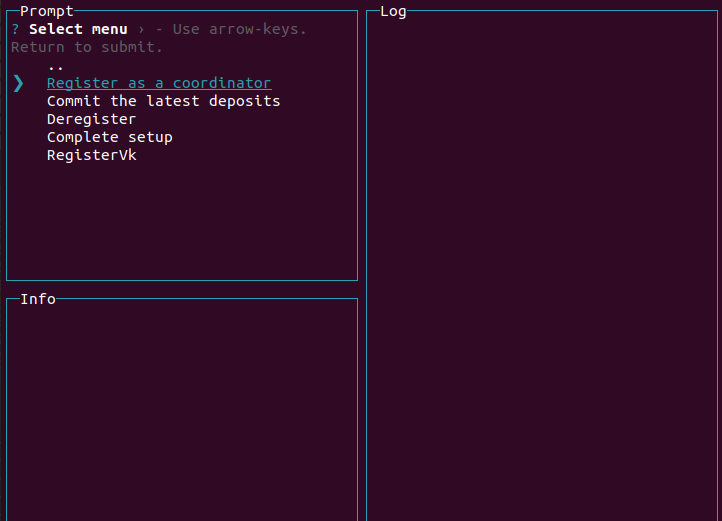 Prompt
? Select menu › - Use arrow-keys.
Return to submit.
..
❯ Register as a coordinator
Commit the latest deposits
Deregister
Complete setup
RegisterVk
Info
Log